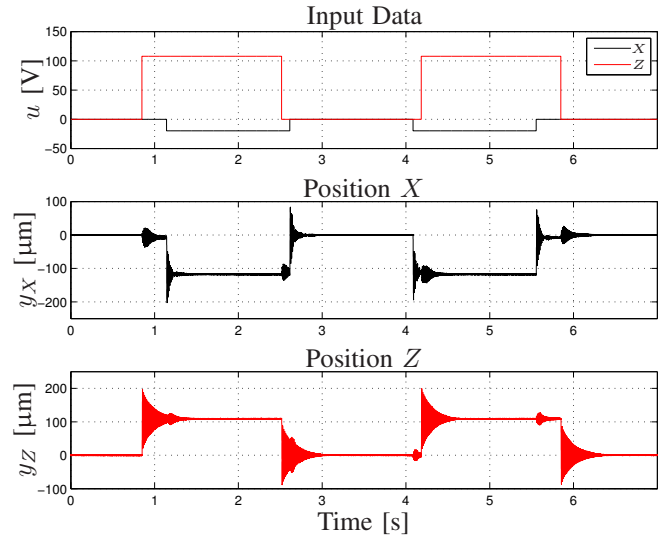 Input Data
150
100
50
0
−50
u [V]
X
Z
0 1 2 3 4 5 6
Position X
100
0
−100
−200
y_X [µm]
0 1 2 3 4 5 6
Position Z
200
100
0
−100
y_Z [µm]
0 1 2 3 4 5 6
Time [s]